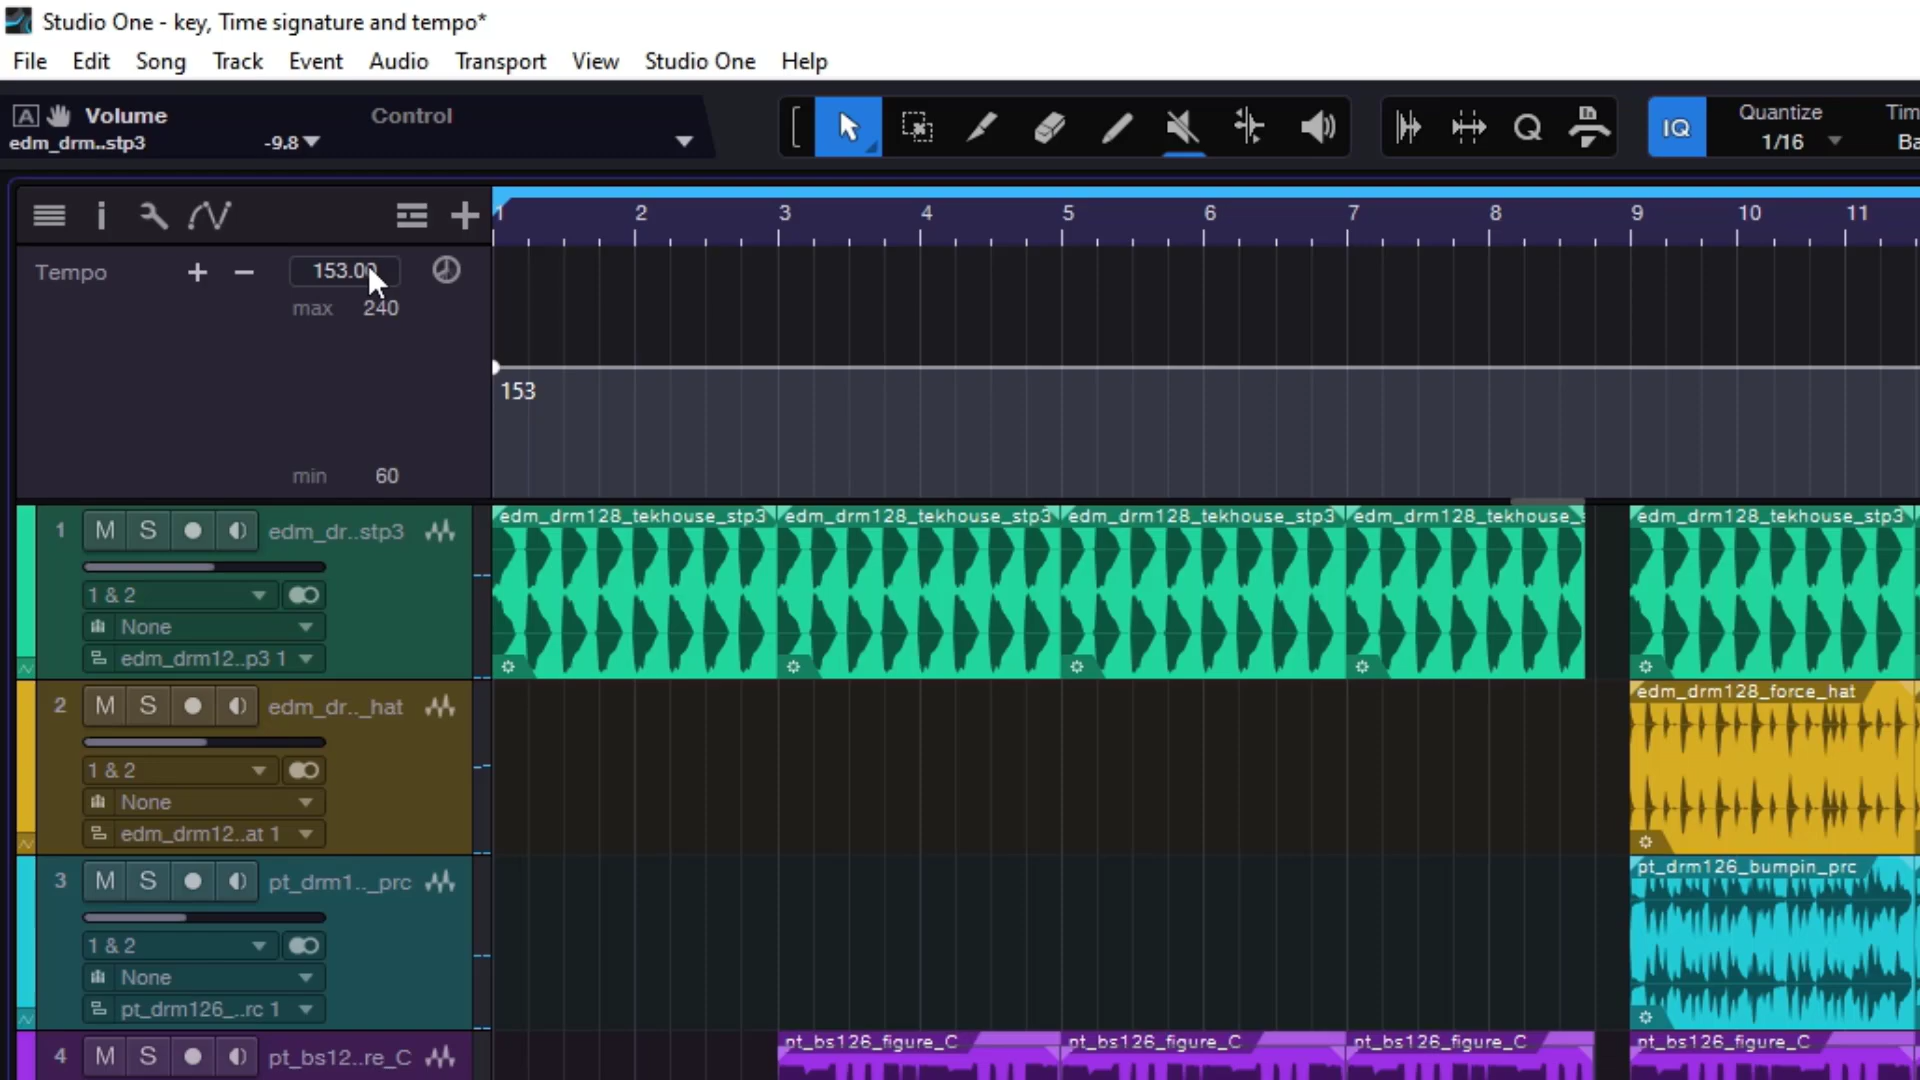 Studio One - key, Time signature and tempo*
File Edit Song Track Event Audio Transport View Studio One Help
A Volume Control
edm_drm..stp3 -9.8
IQ Quantize 1/16
1 2 3 4 5 6 7 8 9 10 11
Tempo + - 153.00
max 240
153
min 60
1 M S edm_dr..stp3
1 & 2
None
edm_drm12..p3 1
edm_drm128_tekhouse_stp3 edm_drm128_tekhouse_stp3 edm_drm128_tekhouse_stp3 edm_drm128_tekhouse_s edm_drm128_tekhouse_stp3
2 M S edm_dr.._hat
1 & 2
None
edm_drm12..at 1
edm_drm128_force_hat
3 M S pt_drm1.._prc
1 & 2
None
pt_drm126_..rc 1
pt_drm126_bumpin_prc
4 M S pt_bs12..re_C
pt_bs126_figure_C pt_bs126_figure_C pt_bs126_figure_C pt_bs126_figure_C